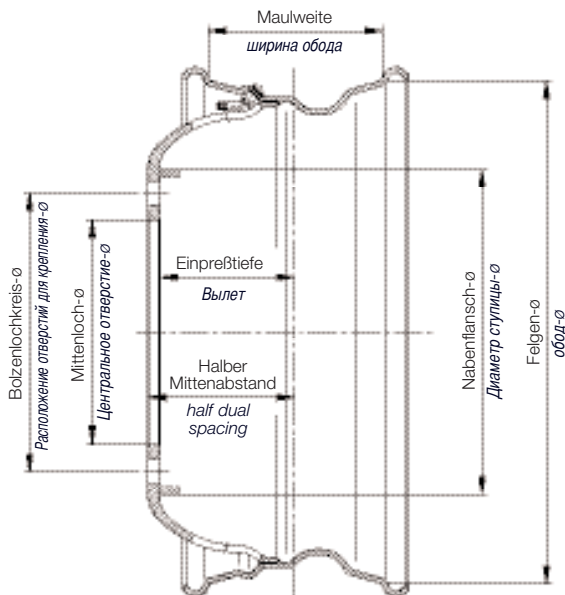 Maulweite
ширина обода
Bolzenlochkreis-ø
Расположение отверстий для крепления-ø
Mittenloch-ø
Центральное отверстие-ø
Einpreßtiefe
Вылет
Halber
Mittenabstand
half dual
spacing
Nabenflansch-ø
Диаметр ступицы-ø
Felgen-ø
обод-ø